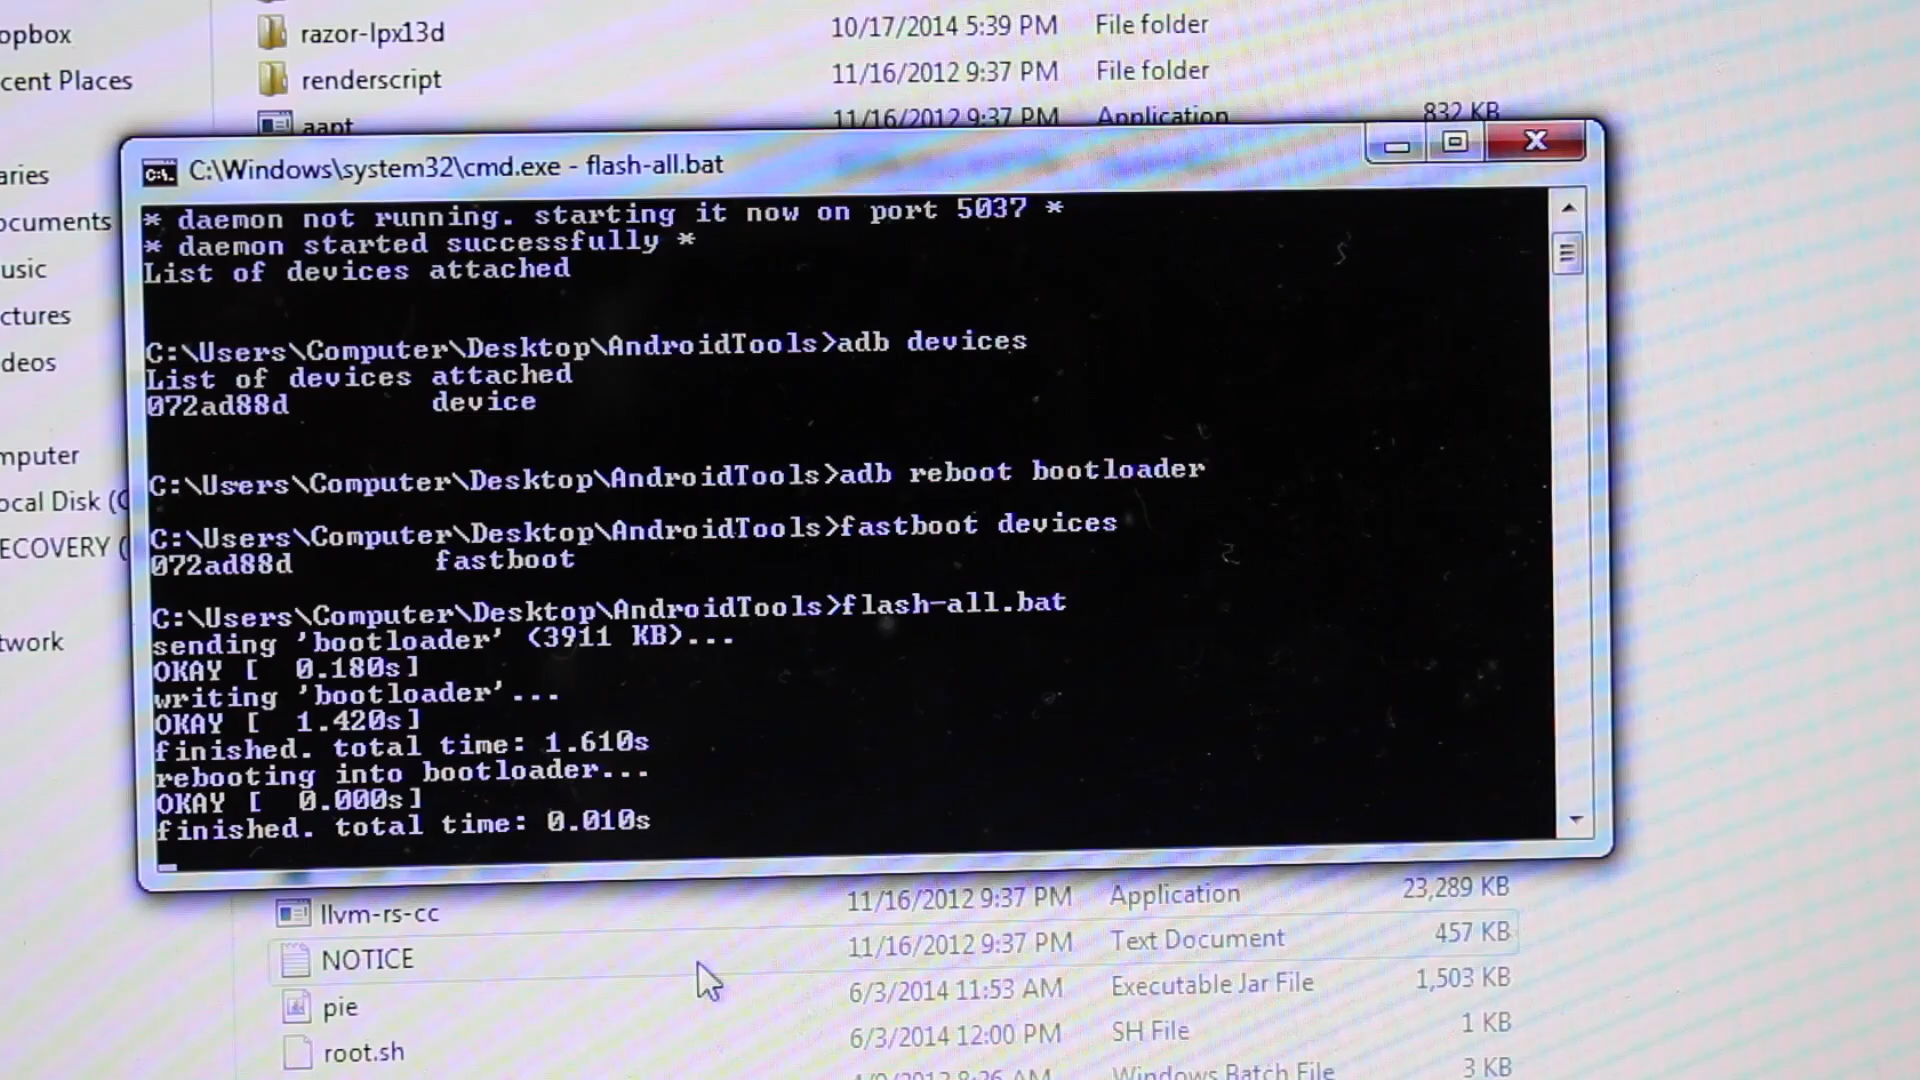 opbox
razor-lpx13d 10/17/2014 5:39 PM File folder
cent Places
renderscript 11/16/2012 9:37 PM File folder
aapt 11/16/2012 9:37 PM Application 832 KB
C:\Windows\system32\cmd.exe - flash-all.bat
* daemon not running. starting it now on port 5037 *
* daemon started successfully *
List of devices attached
C:\Users\Computer\Desktop\AndroidTools>adb devices
List of devices attached
072ad88d device
C:\Users\Computer\Desktop\AndroidTools>adb reboot bootloader
C:\Users\Computer\Desktop\AndroidTools>fastboot devices
072ad88d fastboot
C:\Users\Computer\Desktop\AndroidTools>flash-all.bat
sending 'bootloader' (3911 KB)...
OKAY [ 0.180s]
writing 'bootloader'...
OKAY [ 1.420s]
finished. total time: 1.610s
rebooting into bootloader...
OKAY [ 0.000s]
finished. total time: 0.010s
aries
ocuments
usic
ctures
deos
mputer
ocal Disk (C
ECOVERY (
twork
llvm-rs-cc 11/16/2012 9:37 PM Application 23,289 KB
NOTICE 11/16/2012 9:37 PM Text Document 457 KB
pie 6/3/2014 11:53 AM Executable Jar File 1,503 KB
root.sh 6/3/2014 12:00 PM SH File 1 KB
Windows Batch File 3 KB